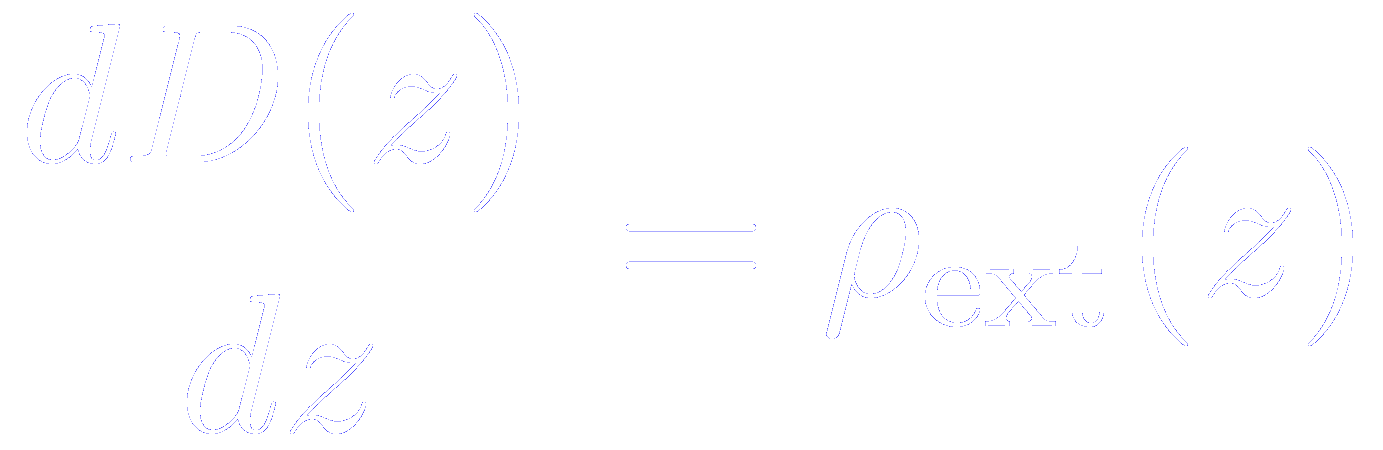 dD(z)/dz = ρ_ext(z)